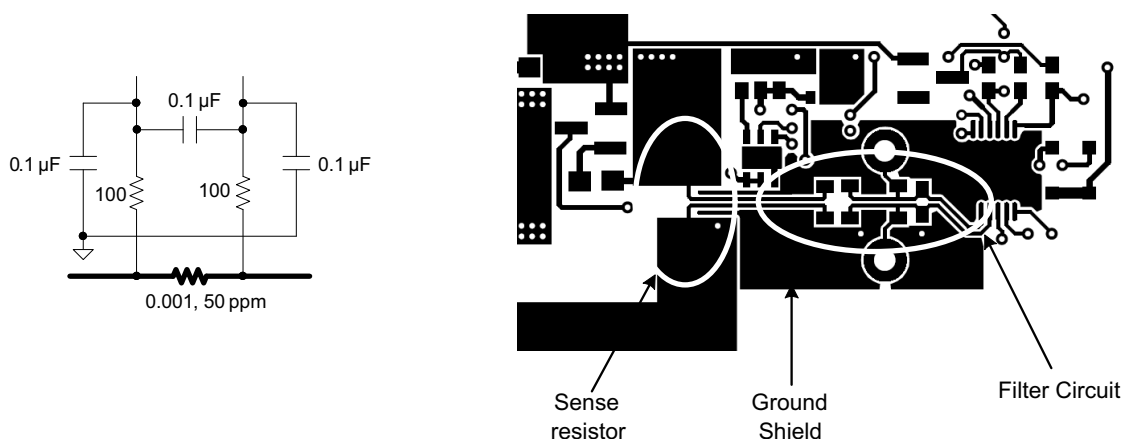 0.1 µF
0.1 µF
0.1 µF
100
100
0.001, 50 ppm
Sense
resistor
Ground
Shield
Filter Circuit